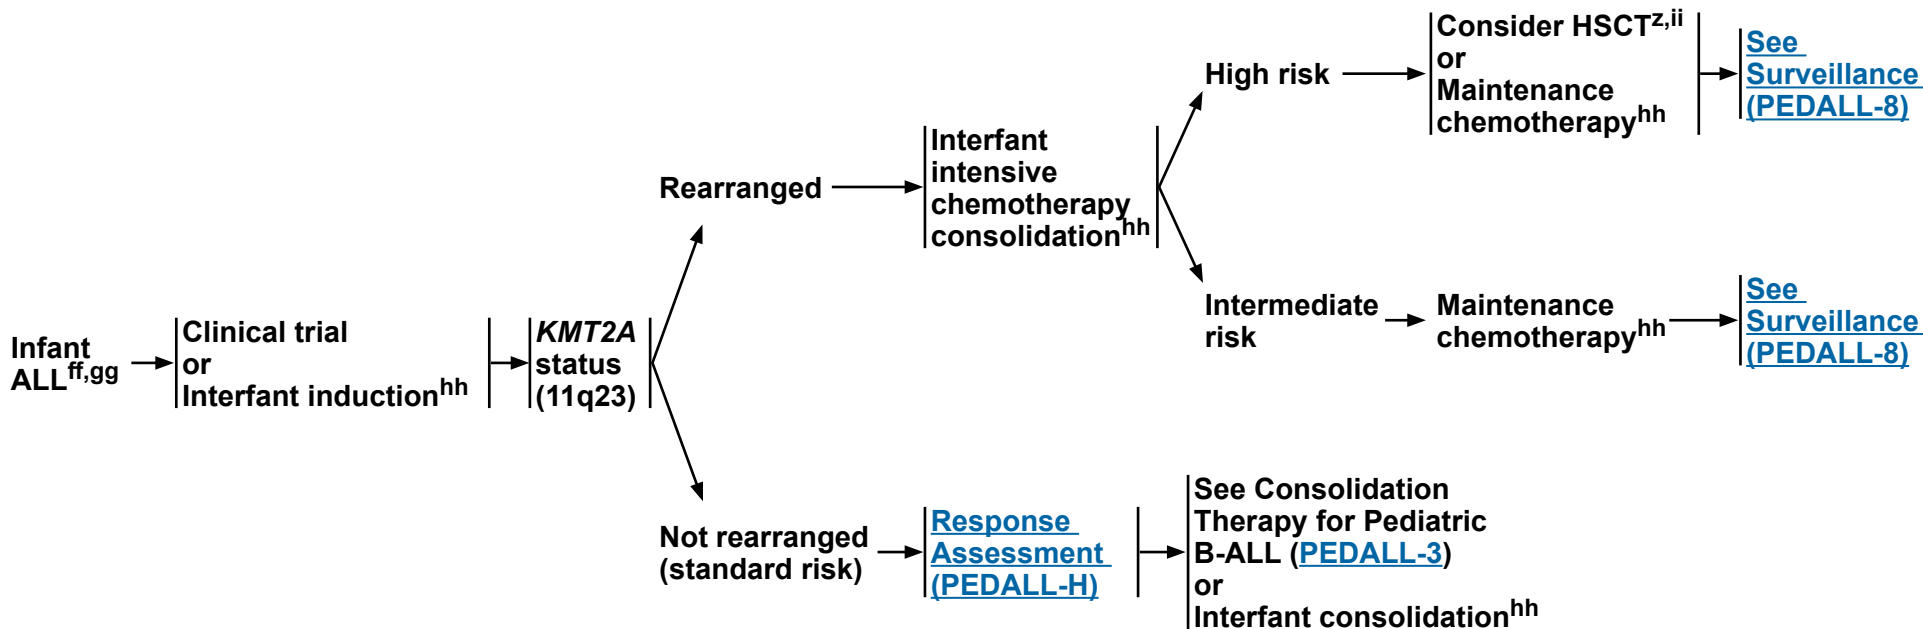 Infant
ALLff,gg
Clinical trial
or
Interfant inductionhh
KMT2A
status
(11q23)
Rearranged
Interfant
intensive
chemotherapy
consolidationhh
High risk
Consider HSCTz,ii
or
Maintenance
chemotherapyhh
See
Surveillance
(PEDALL-8)
Intermediate
risk
Maintenance
chemotherapyhh
See
Surveillance
(PEDALL-8)
Not rearranged
(standard risk)
Response
Assessment
(PEDALL-H)
See Consolidation
Therapy for Pediatric
B-ALL (PEDALL-3)
or
Interfant consolidationhh